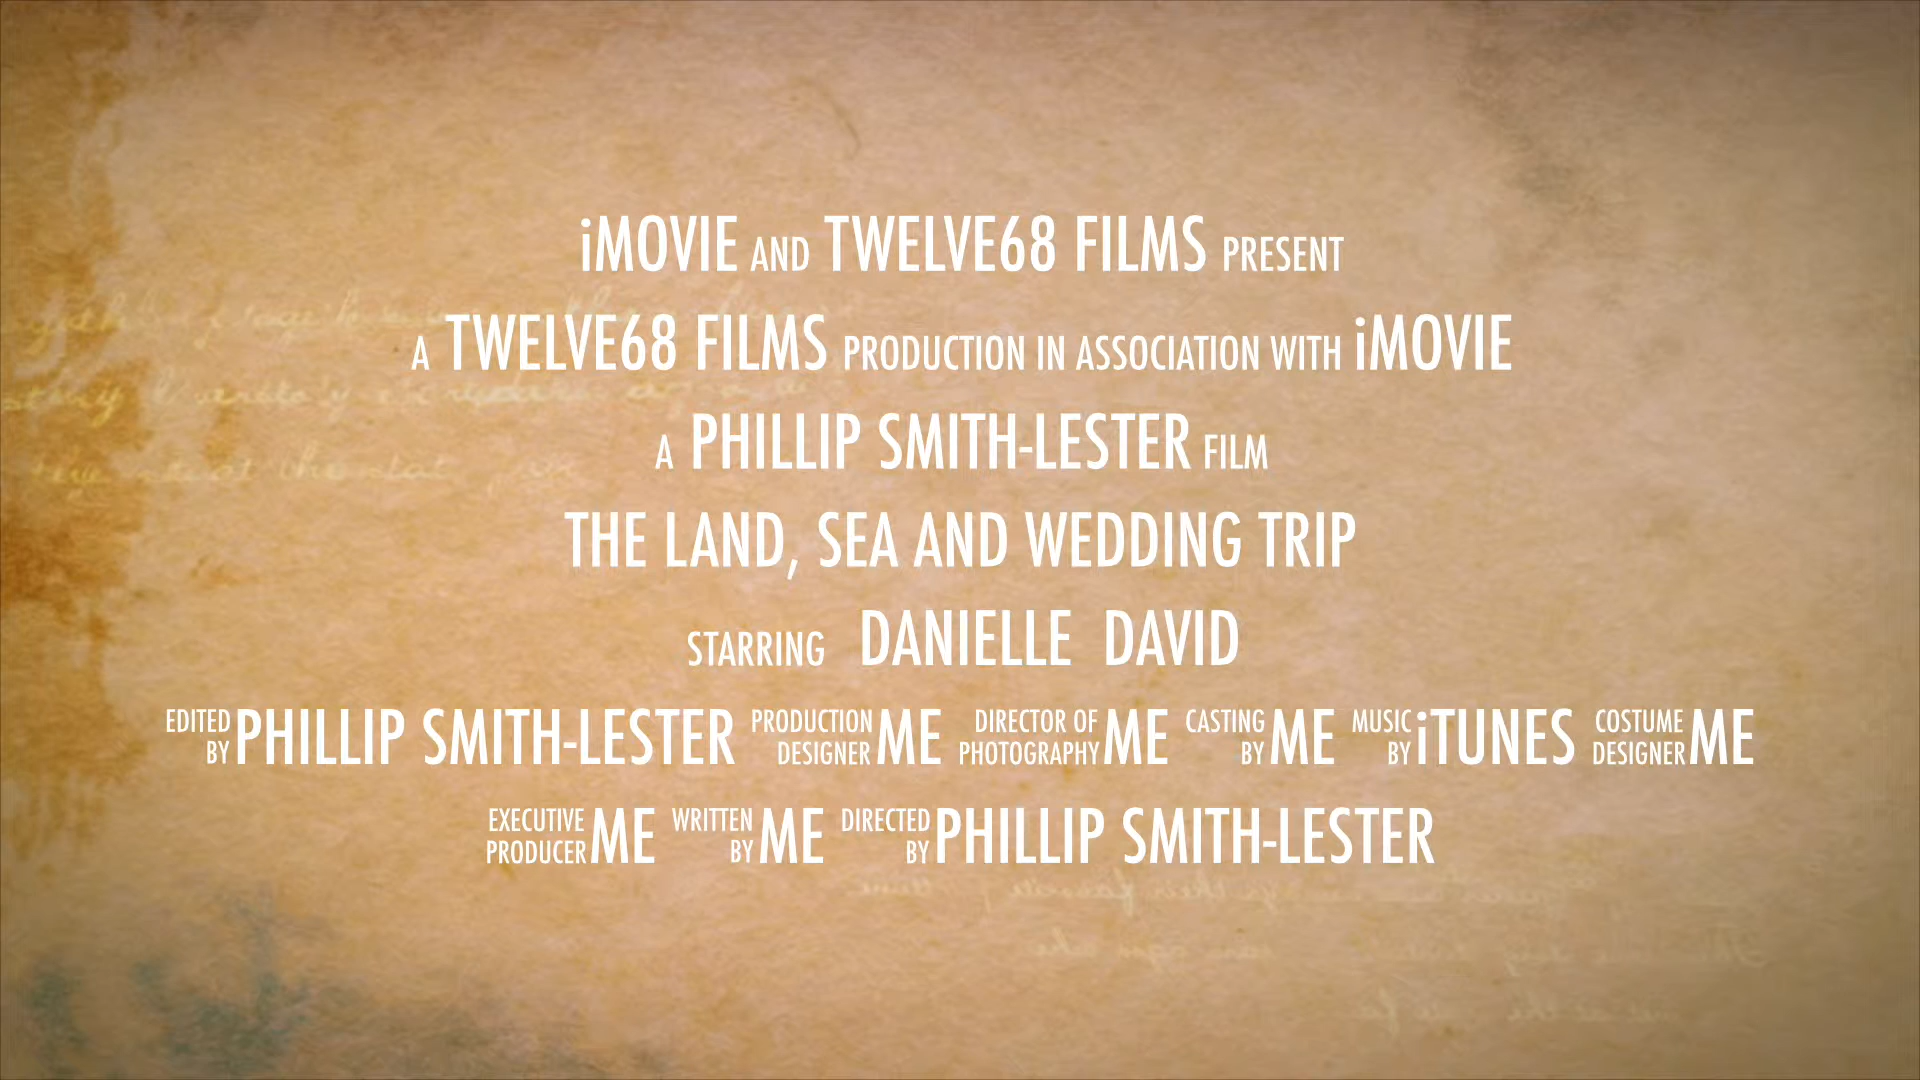 iMOVIE AND TWELVE68 FILMS PRESENT
A TWELVE68 FILMS PRODUCTION IN ASSOCIATION WITH iMOVIE
A PHILLIP SMITH-LESTER FILM
THE LAND, SEA AND WEDDING TRIP
STARRING DANIELLE DAVID
EDITED BY PHILLIP SMITH-LESTER PRODUCTION DESIGNER ME DIRECTOR OF PHOTOGRAPHY ME CASTING BY ME MUSIC BY iTUNES COSTUME DESIGNER ME
EXECUTIVE PRODUCER ME WRITTEN BY ME DIRECTED BY PHILLIP SMITH-LESTER